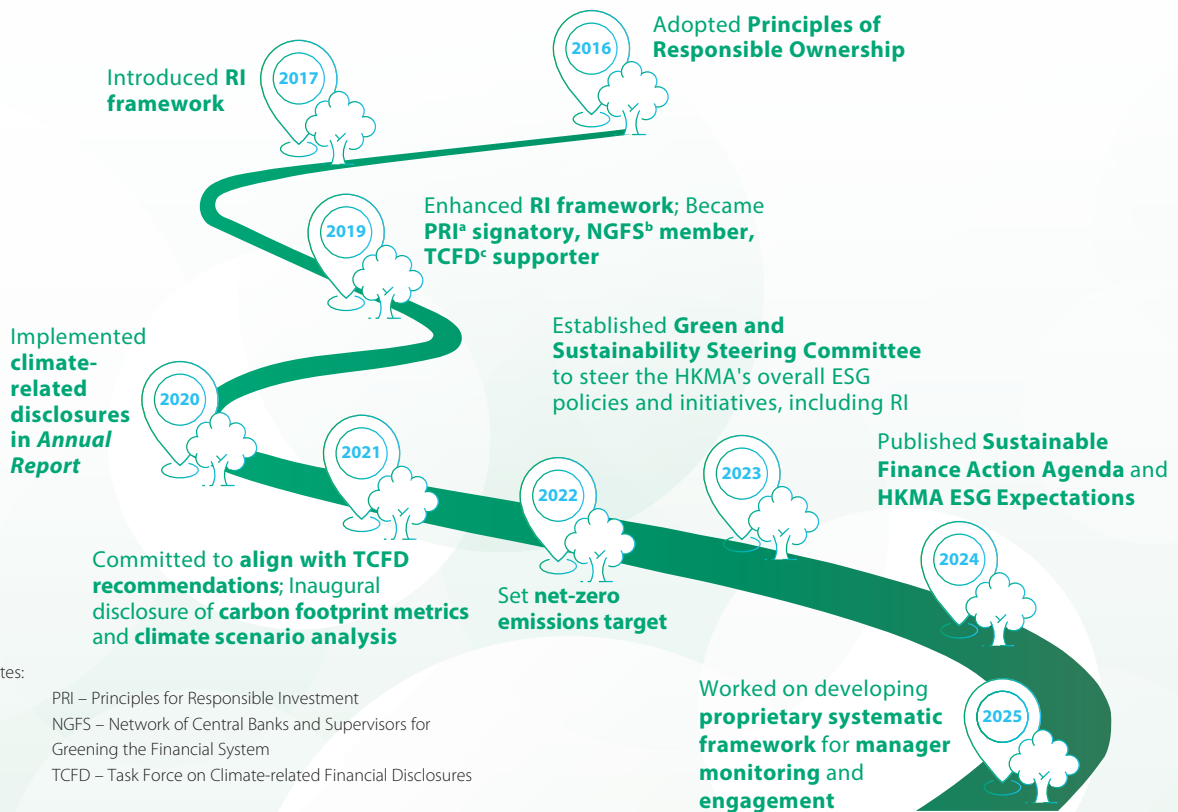 2016
Adopted Principles of
Responsible Ownership
2017
Introduced RI
framework
2019
Enhanced RI framework; Became
PRIᵃ signatory, NGFSᵇ member,
TCFDᶜ supporter
Implemented
climate-
related
disclosures
in Annual
Report
2020
2021
Committed to align with TCFD
recommendations; Inaugural
disclosure of carbon footprint metrics
and climate scenario analysis
2022
Set net-zero
emissions target
Established Green and
Sustainability Steering Committee
to steer the HKMA's overall ESG
policies and initiatives, including RI
2023
Published Sustainable
Finance Action Agenda and
HKMA ESG Expectations
2024
Worked on developing
proprietary systematic
framework for manager
monitoring and
engagement
2025
tes:
PRI – Principles for Responsible Investment
NGFS – Network of Central Banks and Supervisors for
Greening the Financial System
TCFD – Task Force on Climate-related Financial Disclosures